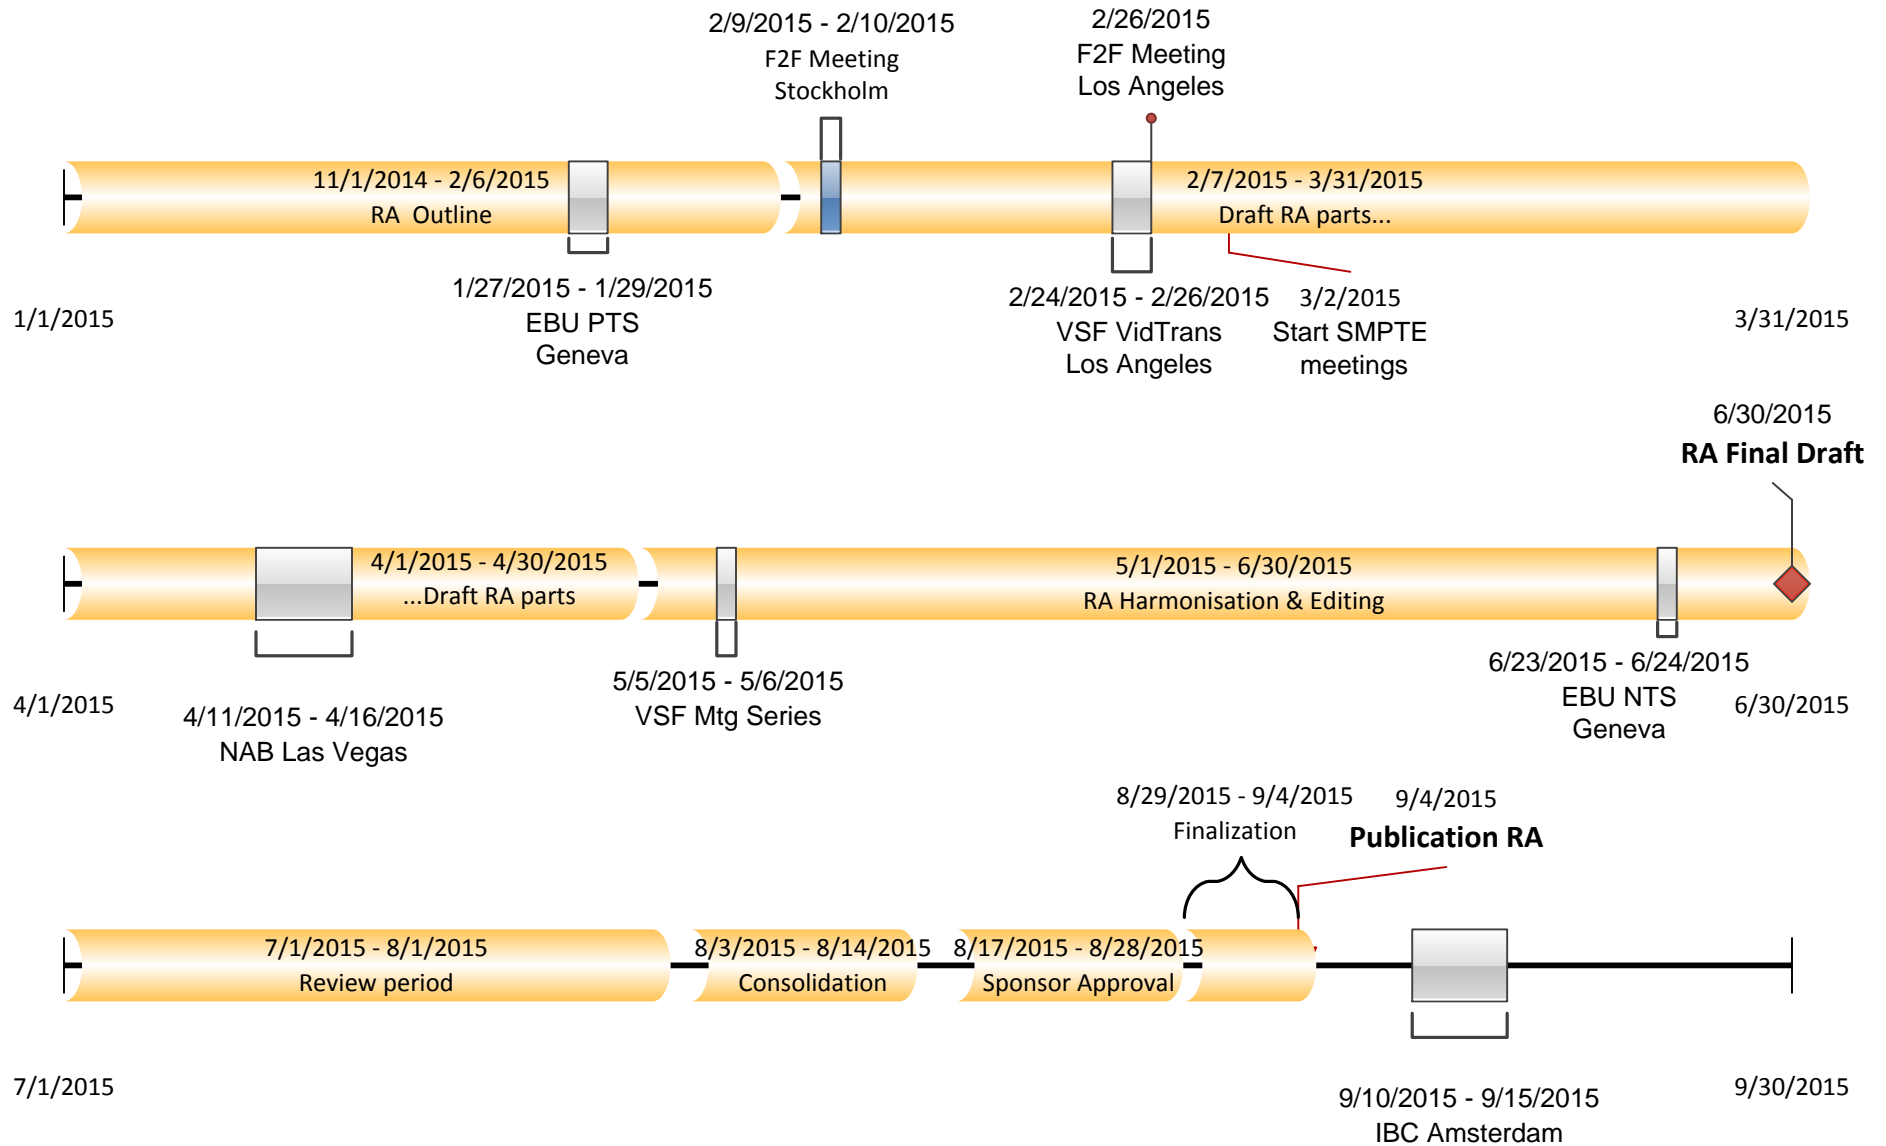 2/9/2015 - 2/10/2015
F2F Meeting
Stockholm
2/26/2015
F2F Meeting
Los Angeles
11/1/2014 - 2/6/2015
RA Outline
2/7/2015 - 3/31/2015
Draft RA parts...
1/27/2015 - 1/29/2015
EBU PTS
Geneva
2/24/2015 - 2/26/2015
VSF VidTrans
Los Angeles
3/2/2015
Start SMPTE
meetings
1/1/2015
3/31/2015
6/30/2015
RA Final Draft
4/1/2015 - 4/30/2015
...Draft RA parts
5/1/2015 - 6/30/2015
RA Harmonisation & Editing
4/11/2015 - 4/16/2015
NAB Las Vegas
5/5/2015 - 5/6/2015
VSF Mtg Series
6/23/2015 - 6/24/2015
EBU NTS
Geneva
4/1/2015
6/30/2015
8/29/2015 - 9/4/2015
Finalization
9/4/2015
Publication RA
7/1/2015 - 8/1/2015
Review period
8/3/2015 - 8/14/2015
Consolidation
8/17/2015 - 8/28/2015
Sponsor Approval
7/1/2015
9/30/2015
9/10/2015 - 9/15/2015
IBC Amsterdam